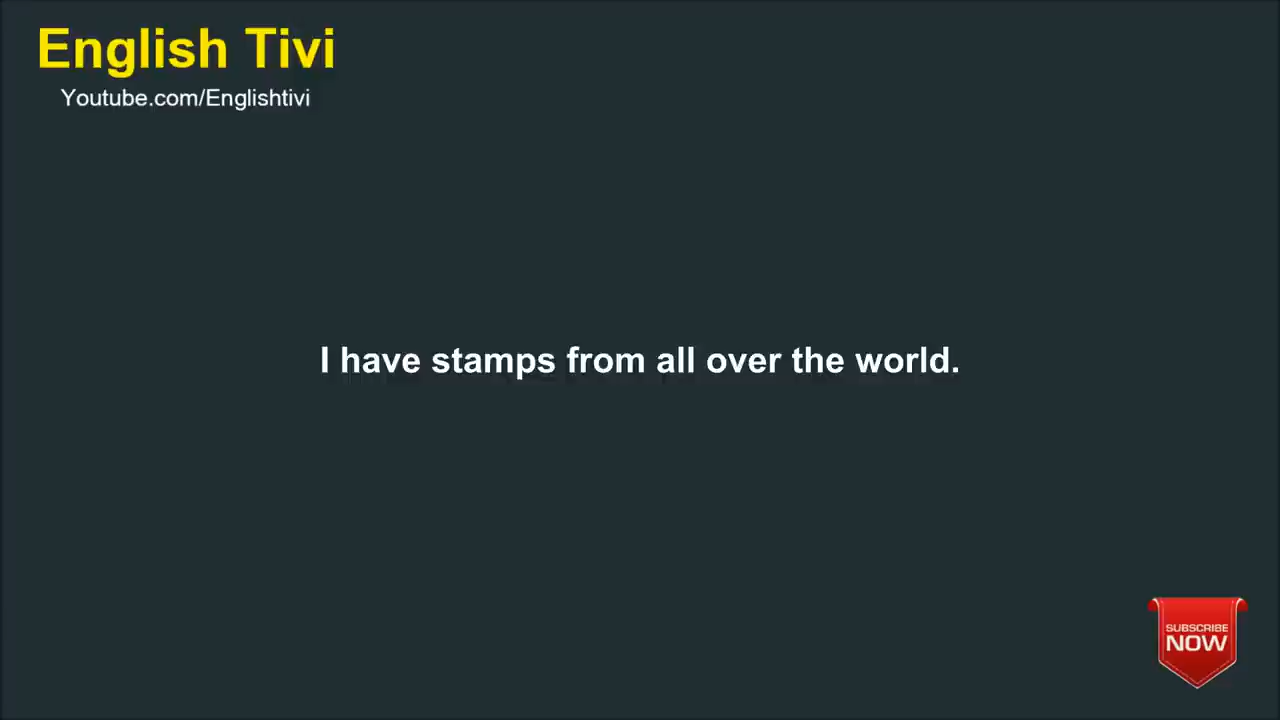 English Tivi
Youtube.com/Englishtivi
I have stamps from all over the world.
SUBSCRIBE
NOW